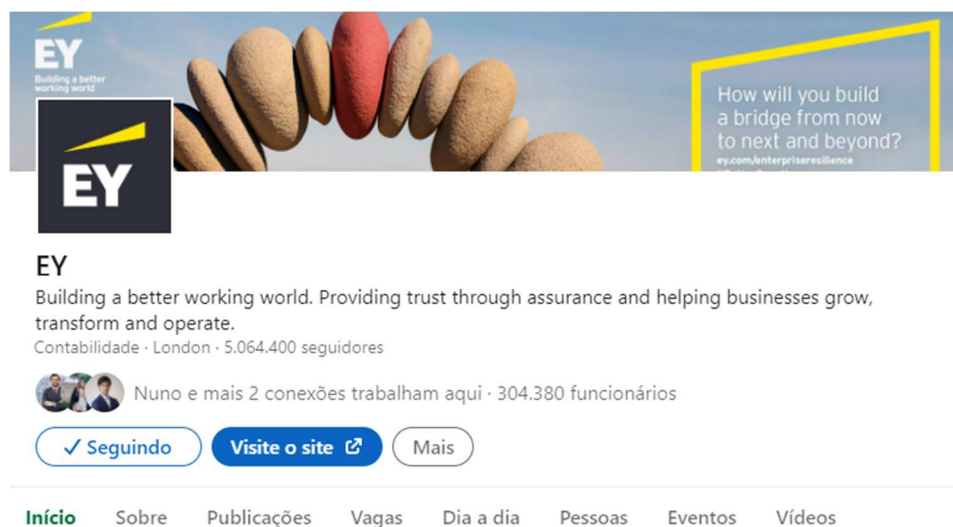 EY
Building a better
working world
How will you build
a bridge from now
to next and beyond?
ey.com/enterpriseresilience
EY
EY
Building a better working world. Providing trust through assurance and helping businesses grow,
transform and operate.
Contabilidade · London · 5.064.400 seguidores
Nuno e mais 2 conexões trabalham aqui · 304.380 funcionários
✓ Seguindo Visite o site Mais
Início Sobre Publicações Vagas Dia a dia Pessoas Eventos Vídeos